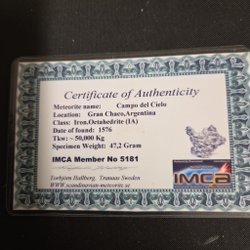 Certificate of Authenticity
Meteorite name: Campo del Cielo
Location: Gran Chaco,Argentina
Class: Iron.Octahedrite (IA)
Date of found: 1576
Tkw: ~ 50,000 Kg
Specimen Weight: 47,2 Gram
IMCA Member No 5181
IMCA
Torbjörn Hallberg. Tranaas Sweden
www.scandinavian-meteorite.se